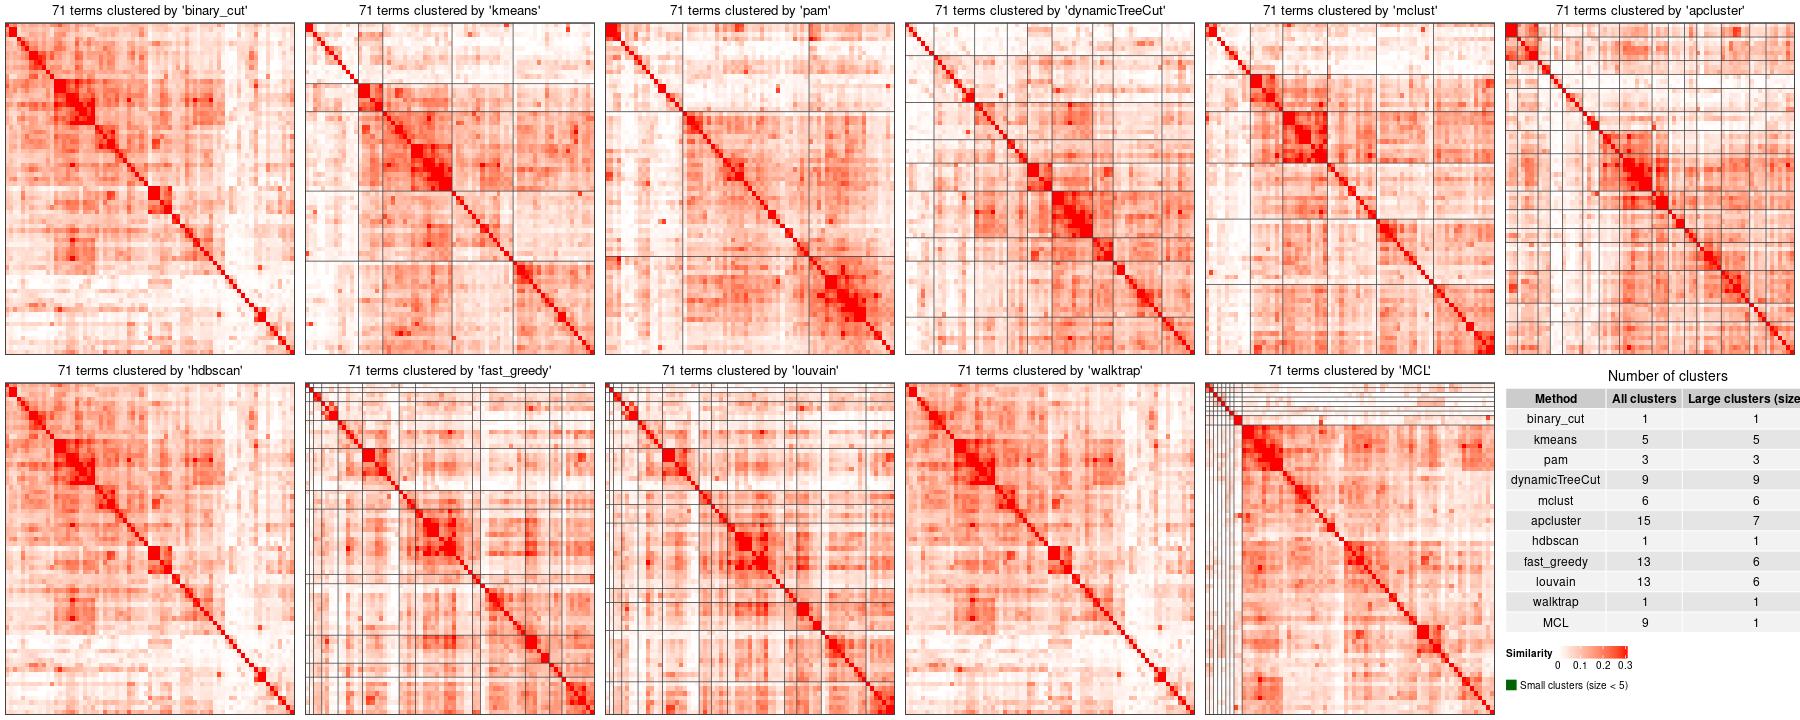 71 terms clustered by 'binary_cut'
71 terms clustered by 'kmeans'
71 terms clustered by 'pam'
71 terms clustered by 'dynamicTreeCut'
71 terms clustered by 'mclust'
71 terms clustered by 'apcluster'
71 terms clustered by 'hdbscan'
71 terms clustered by 'fast_greedy'
71 terms clustered by 'louvain'
71 terms clustered by 'walktrap'
71 terms clustered by 'MCL'
Number of clusters
Method All clusters Large clusters (size
binary_cut 1 1
kmeans 5 5
pam 3 3
dynamicTreeCut 9 9
mclust 6 6
apcluster 15 7
hdbscan 1 1
fast_greedy 13 6
louvain 13 6
walktrap 1 1
MCL 9 1
Similarity
0 0.1 0.2 0.3
Small clusters (size < 5)